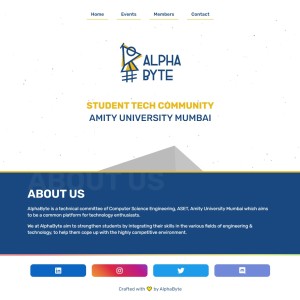 Home Events Members Contact
ALPHA
BYTE
STUDENT TECH COMMUNITY
AMITY UNIVERSITY MUMBAI
ABOUT US
ABOUT US
AlphaByte is a technical committee of Computer Science Engineering, ASET, Amity University Mumbai which aims
to be a common platform for technology enthusiasts.
We at AlphaByte aim to strengthen students by integrating their skills in the various fields of engineering &
technology, to help them cope up with the highly competitive environment.
Crafted with 💛 by AlphaByte